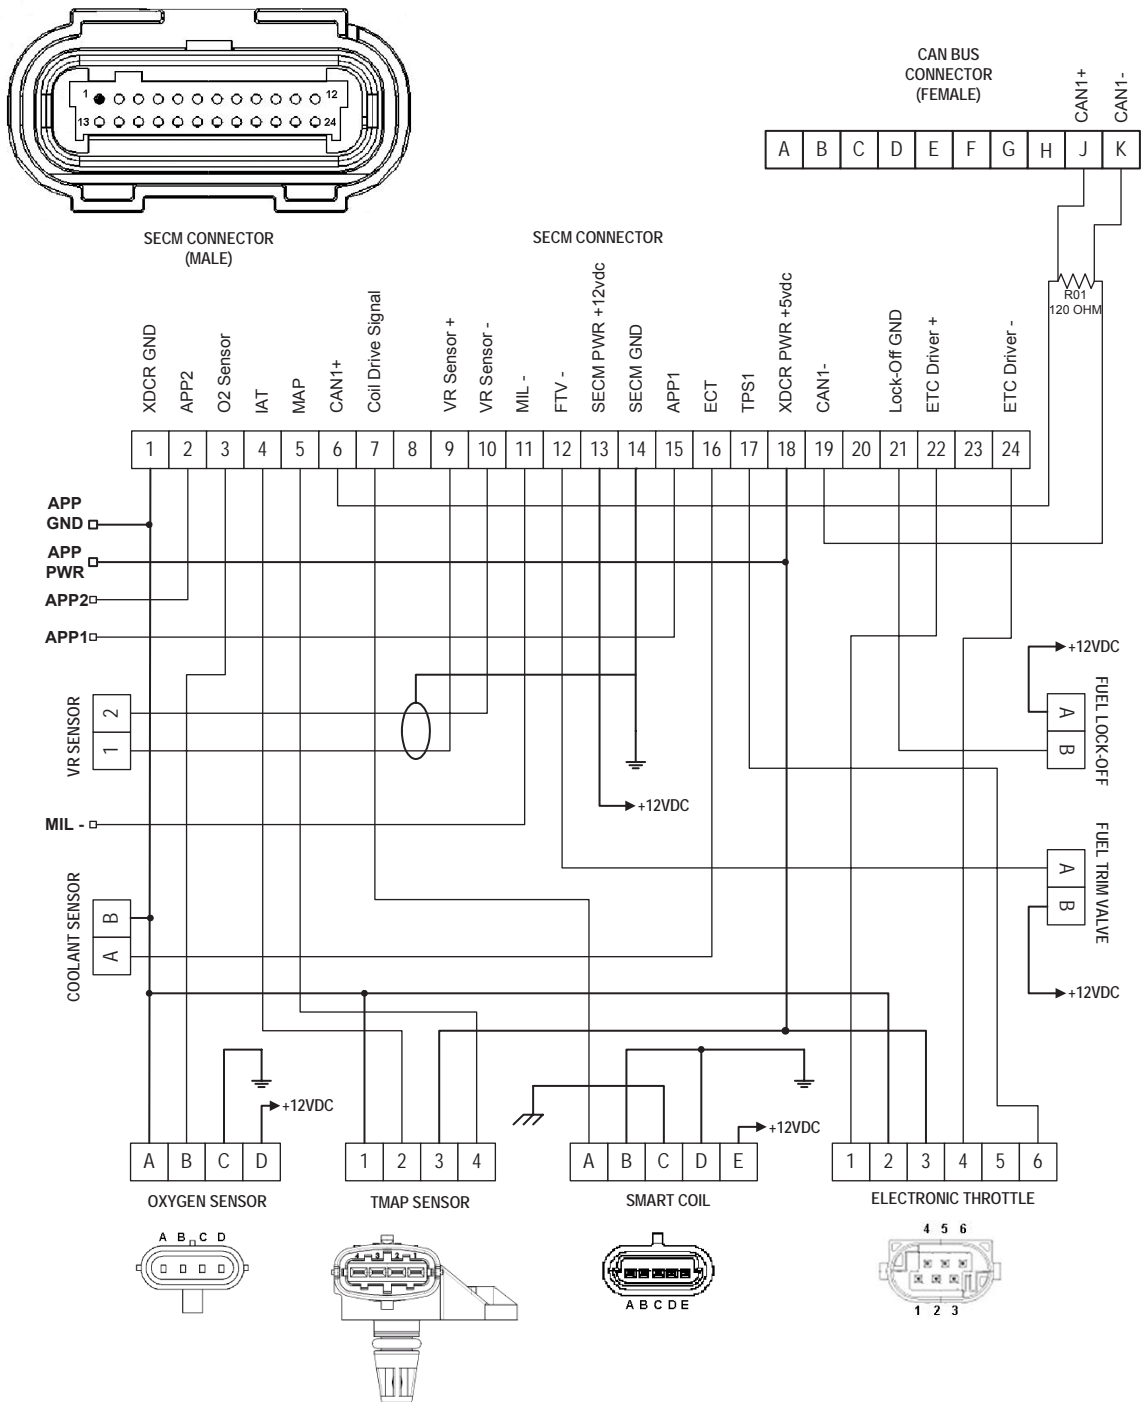 1
12
13
24
SECM CONNECTOR
(MALE)
SECM CONNECTOR
CAN BUS
CONNECTOR
(FEMALE)
CAN1+
CAN1-
A B C D E F G H J K
R01
120 OHM
XDCR GND
APP2
O2 Sensor
IAT
MAP
CAN1+
Coil Drive Signal
VR Sensor +
VR Sensor -
MIL -
FTV -
SECM PWR +12vdc
SECM GND
APP1
ECT
TPS1
XDCR PWR +5vdc
CAN1-
Lock-Off GND
ETC Driver +
ETC Driver -
1 2 3 4 5 6 7 8 9 10 11 12 13 14 15 16 17 18 19 20 21 22 23 24
APP
GND
APP
PWR
APP2
APP1
VR SENSOR
2
1
MIL -
COOLANT SENSOR
B
A
+12VDC
+12VDC
A
B
FUEL LOCK-OFF
A
B
FUEL TRIM VALVE
+12VDC
+12VDC
+12VDC
A B C D
OXYGEN SENSOR
A B C D
1 2 3 4
TMAP SENSOR
4 3 2 1
A B C D E
SMART COIL
A B C D E
1 2 3 4 5 6
ELECTRONIC THROTTLE
4 5 6
1 2 3